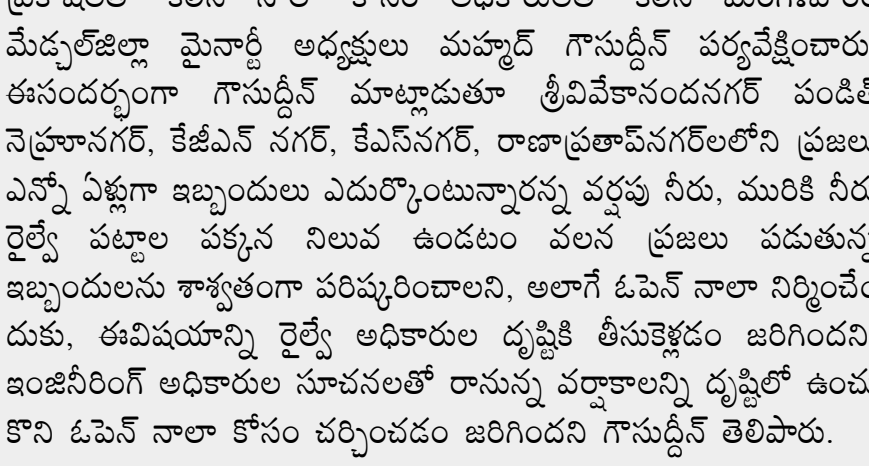 మేడ్చల్‌జిల్లా మైనార్టీ అధ్యక్షులు మహ్మద్ గౌసుద్దీన్ పర్యవేక్షించారు
ఈసందర్భంగా గౌసుద్దీన్ మాట్లాడుతూ శ్రీవివేకానందనగర్ పండిత్
నెహ్రూనగర్, కేజీఎన్ నగర్, కేఎస్‌నగర్, రాణాప్రతాప్‌నగర్‌లలోని ప్రజలు
ఎన్నో ఏళ్లుగా ఇబ్బందులు ఎదుర్కొంటున్నారన్న వర్షపు నీరు, మురికి నీరు
రైల్వే పట్టాల పక్కన నిలువ ఉండటం వలన ప్రజలు పడుతున్న
ఇబ్బందులను శాశ్వతంగా పరిష్కరించాలని, అలాగే ఓపెన్ నాలా నిర్మించేం
దుకు, ఈవిషయాన్ని రైల్వే అధికారుల దృష్టికి తీసుకెళ్లడం జరిగిందని
ఇంజినీరింగ్ అధికారుల సూచనలతో రానున్న వర్షాకాలన్ని దృష్టిలో ఉంచు
కొని ఓపెన్ నాలా కోసం చర్చించడం జరిగిందని గౌసుద్దీన్ తెలిపారు.